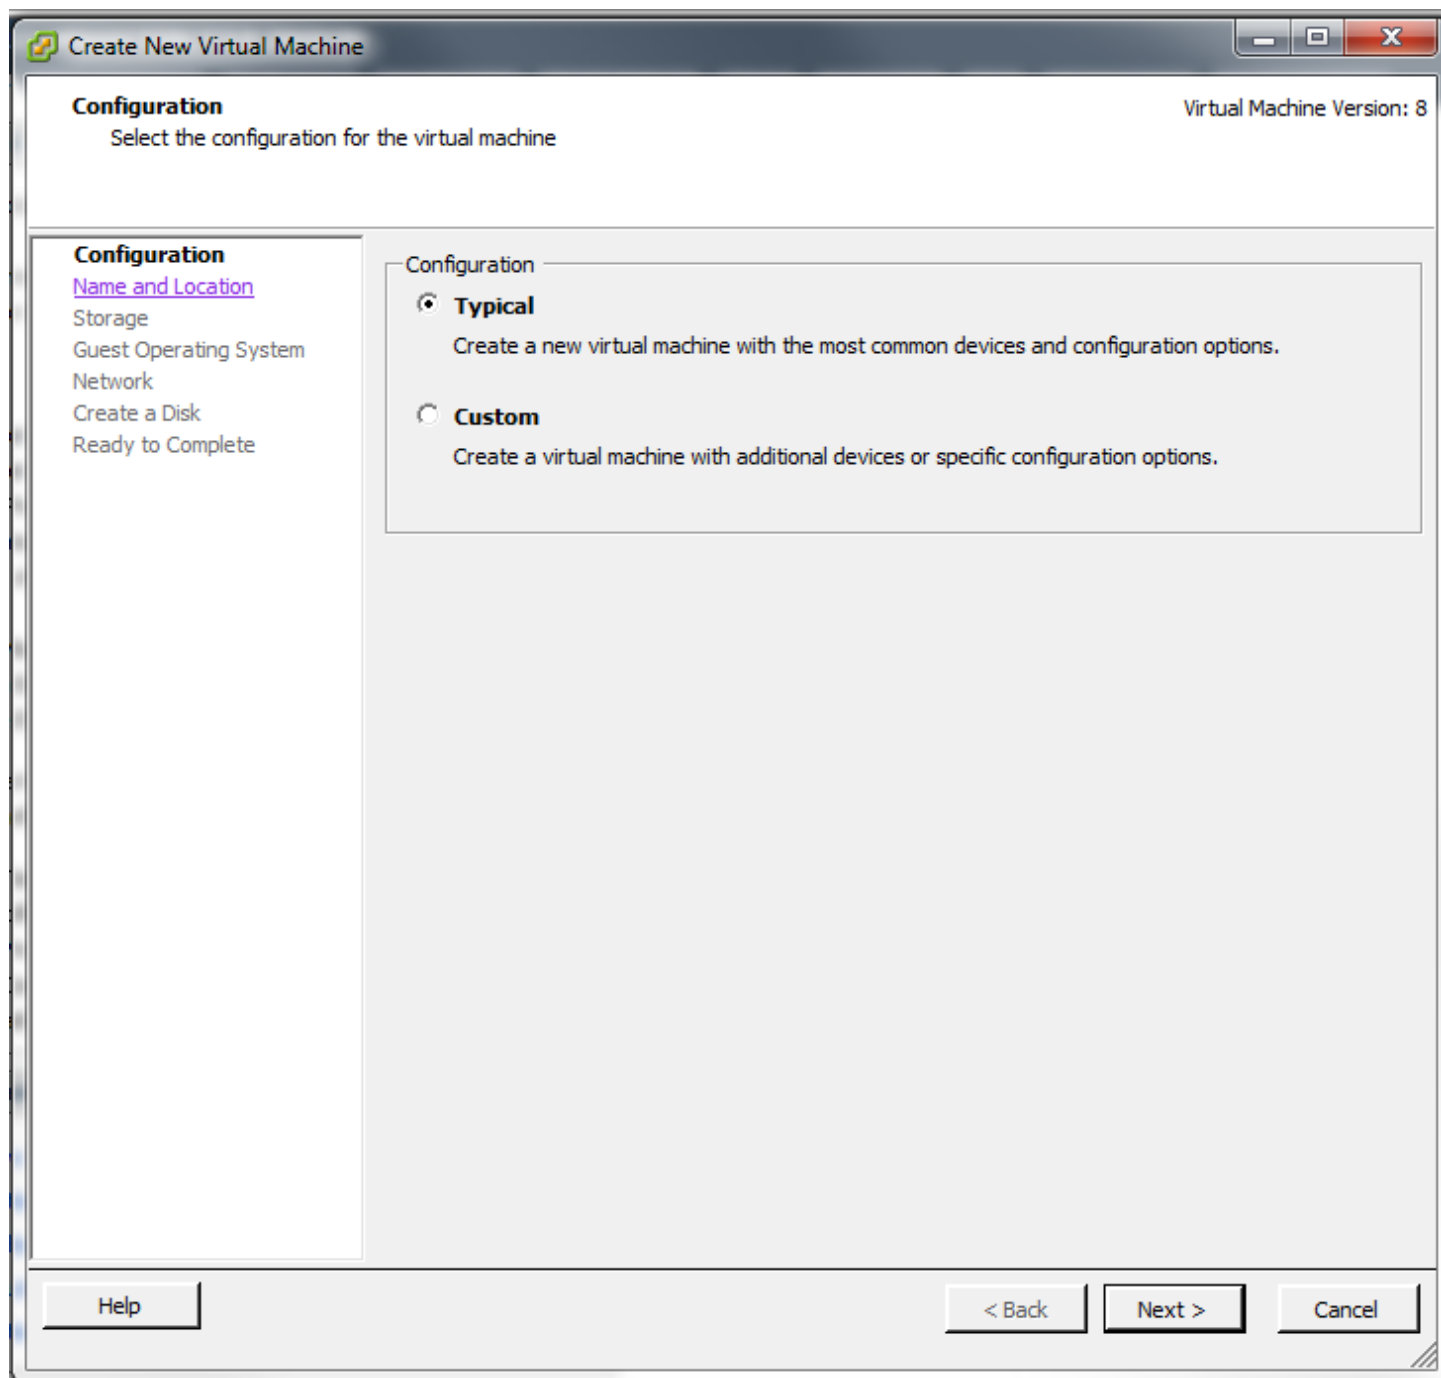 Create New Virtual Machine
Configuration
Virtual Machine Version: 8
Select the configuration for the virtual machine
Configuration
Name and Location
Storage
Guest Operating System
Network
Create a Disk
Ready to Complete
Configuration
Typical
Create a new virtual machine with the most common devices and configuration options.
Custom
Create a virtual machine with additional devices or specific configuration options.
Help
< Back
Next >
Cancel